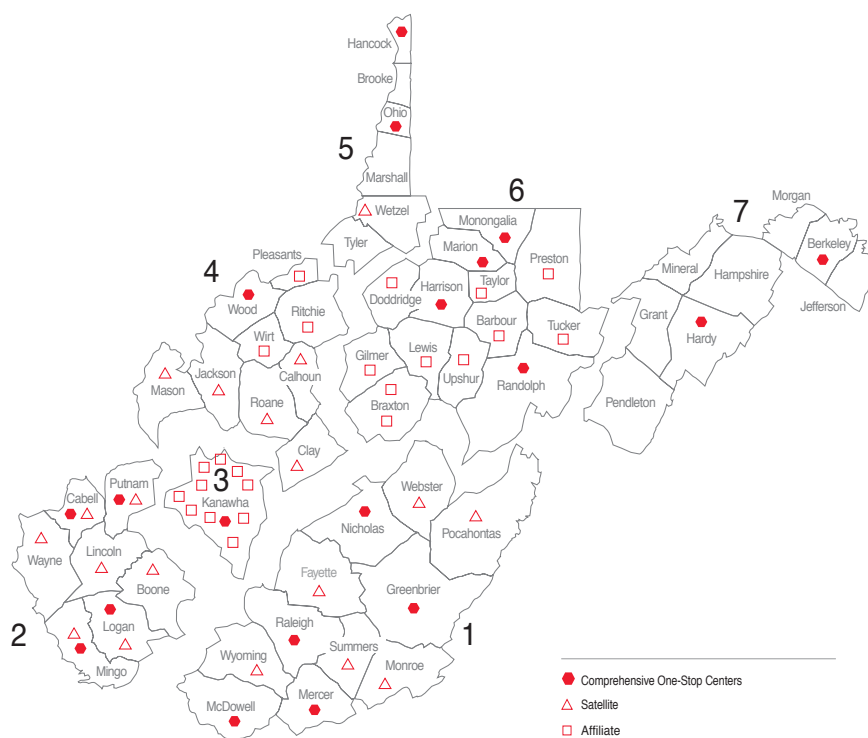 Hancock
Brooke
Ohio
5
Marshall
Wetzel
Tyler
6
Monongalia
Marion
Preston
Taylor
Harrison
Doddridge
Barbour
Tucker
Lewis
Gilmer
Upshur
Braxton
Randolph
7
Morgan
Berkeley
Jefferson
Mineral
Hampshire
Grant
Hardy
Pendleton
4
Pleasants
Wood
Ritchie
Wirt
Calhoun
Jackson
Mason
Roane
Clay
3
Kanawha
Putnam
Cabell
Wayne
Lincoln
Boone
Logan
Mingo
2
Webster
Nicholas
Pocahontas
Fayette
Greenbrier
Raleigh
Summers
Wyoming
Monroe
McDowell
Mercer
1
Comprehensive One-Stop Centers
Satellite
Affiliate